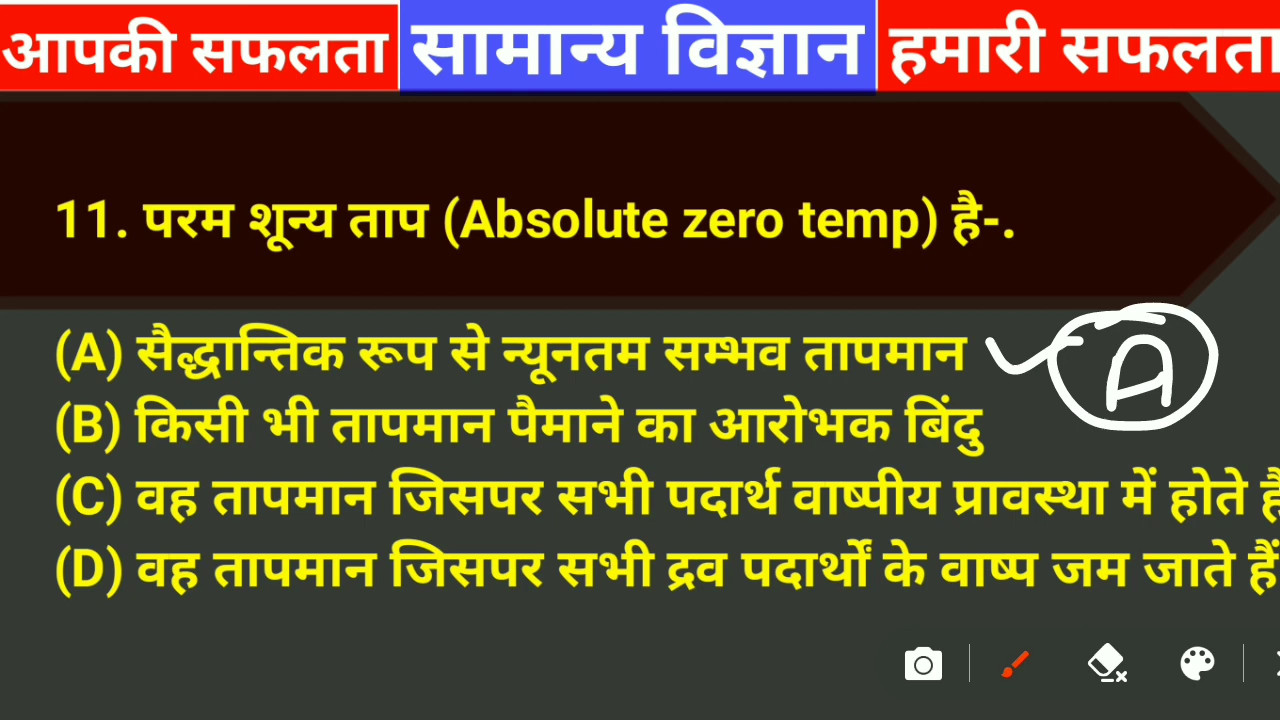 आपकी सफलता सामान्य विज्ञान हमारी सफलता
11. परम शून्य ताप (Absolute zero temp) है-.
(A) सैद्धान्तिक रूप से न्यूनतम सम्भव तापमान A
(B) किसी भी तापमान पैमाने का आरोभक बिंदु
(C) वह तापमान जिसपर सभी पदार्थ वाष्पीय प्रावस्था में होते है
(D) वह तापमान जिसपर सभी द्रव पदार्थों के वाष्प जम जाते हैं